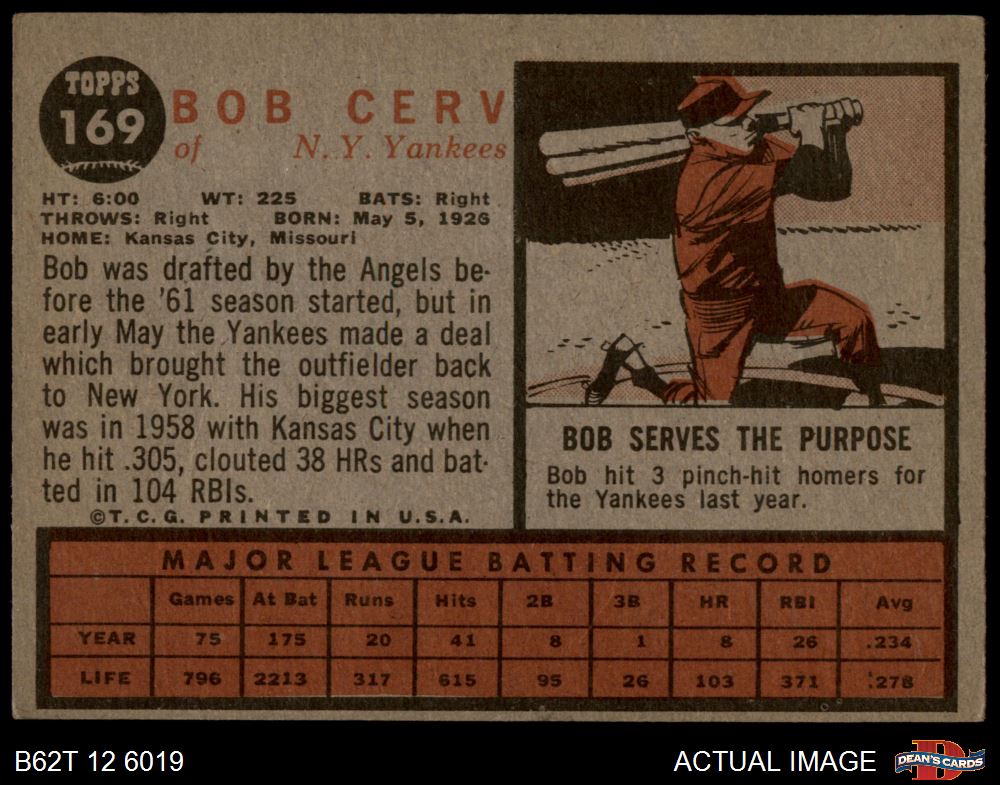 TOPPS
169
BOB CERV
of N. Y. Yankees
HT: 6:00 WT: 225 BATS: Right
THROWS: Right BORN: May 5, 1926
HOME: Kansas City, Missouri
Bob was drafted by the Angels be-
fore the '61 season started, but in
early May the Yankees made a deal
which brought the outfielder back
to New York. His biggest season
was in 1958 with Kansas City when
he hit .305, clouted 38 HRs and bat-
ted in 104 RBIs.
©T. C. G. PRINTED IN U.S.A.
BOB SERVES THE PURPOSE
Bob hit 3 pinch-hit homers for
the Yankees last year.
MAJOR LEAGUE BATTING RECORD
Games At Bat Runs Hits 2B 3B HR RBI Avg
YEAR 75 175 20 41 8 1 8 26 .234
LIFE 796 2213 317 615 95 26 103 371 .278
B62T 12 6019
ACTUAL IMAGE
D
DEAN'S CARDS